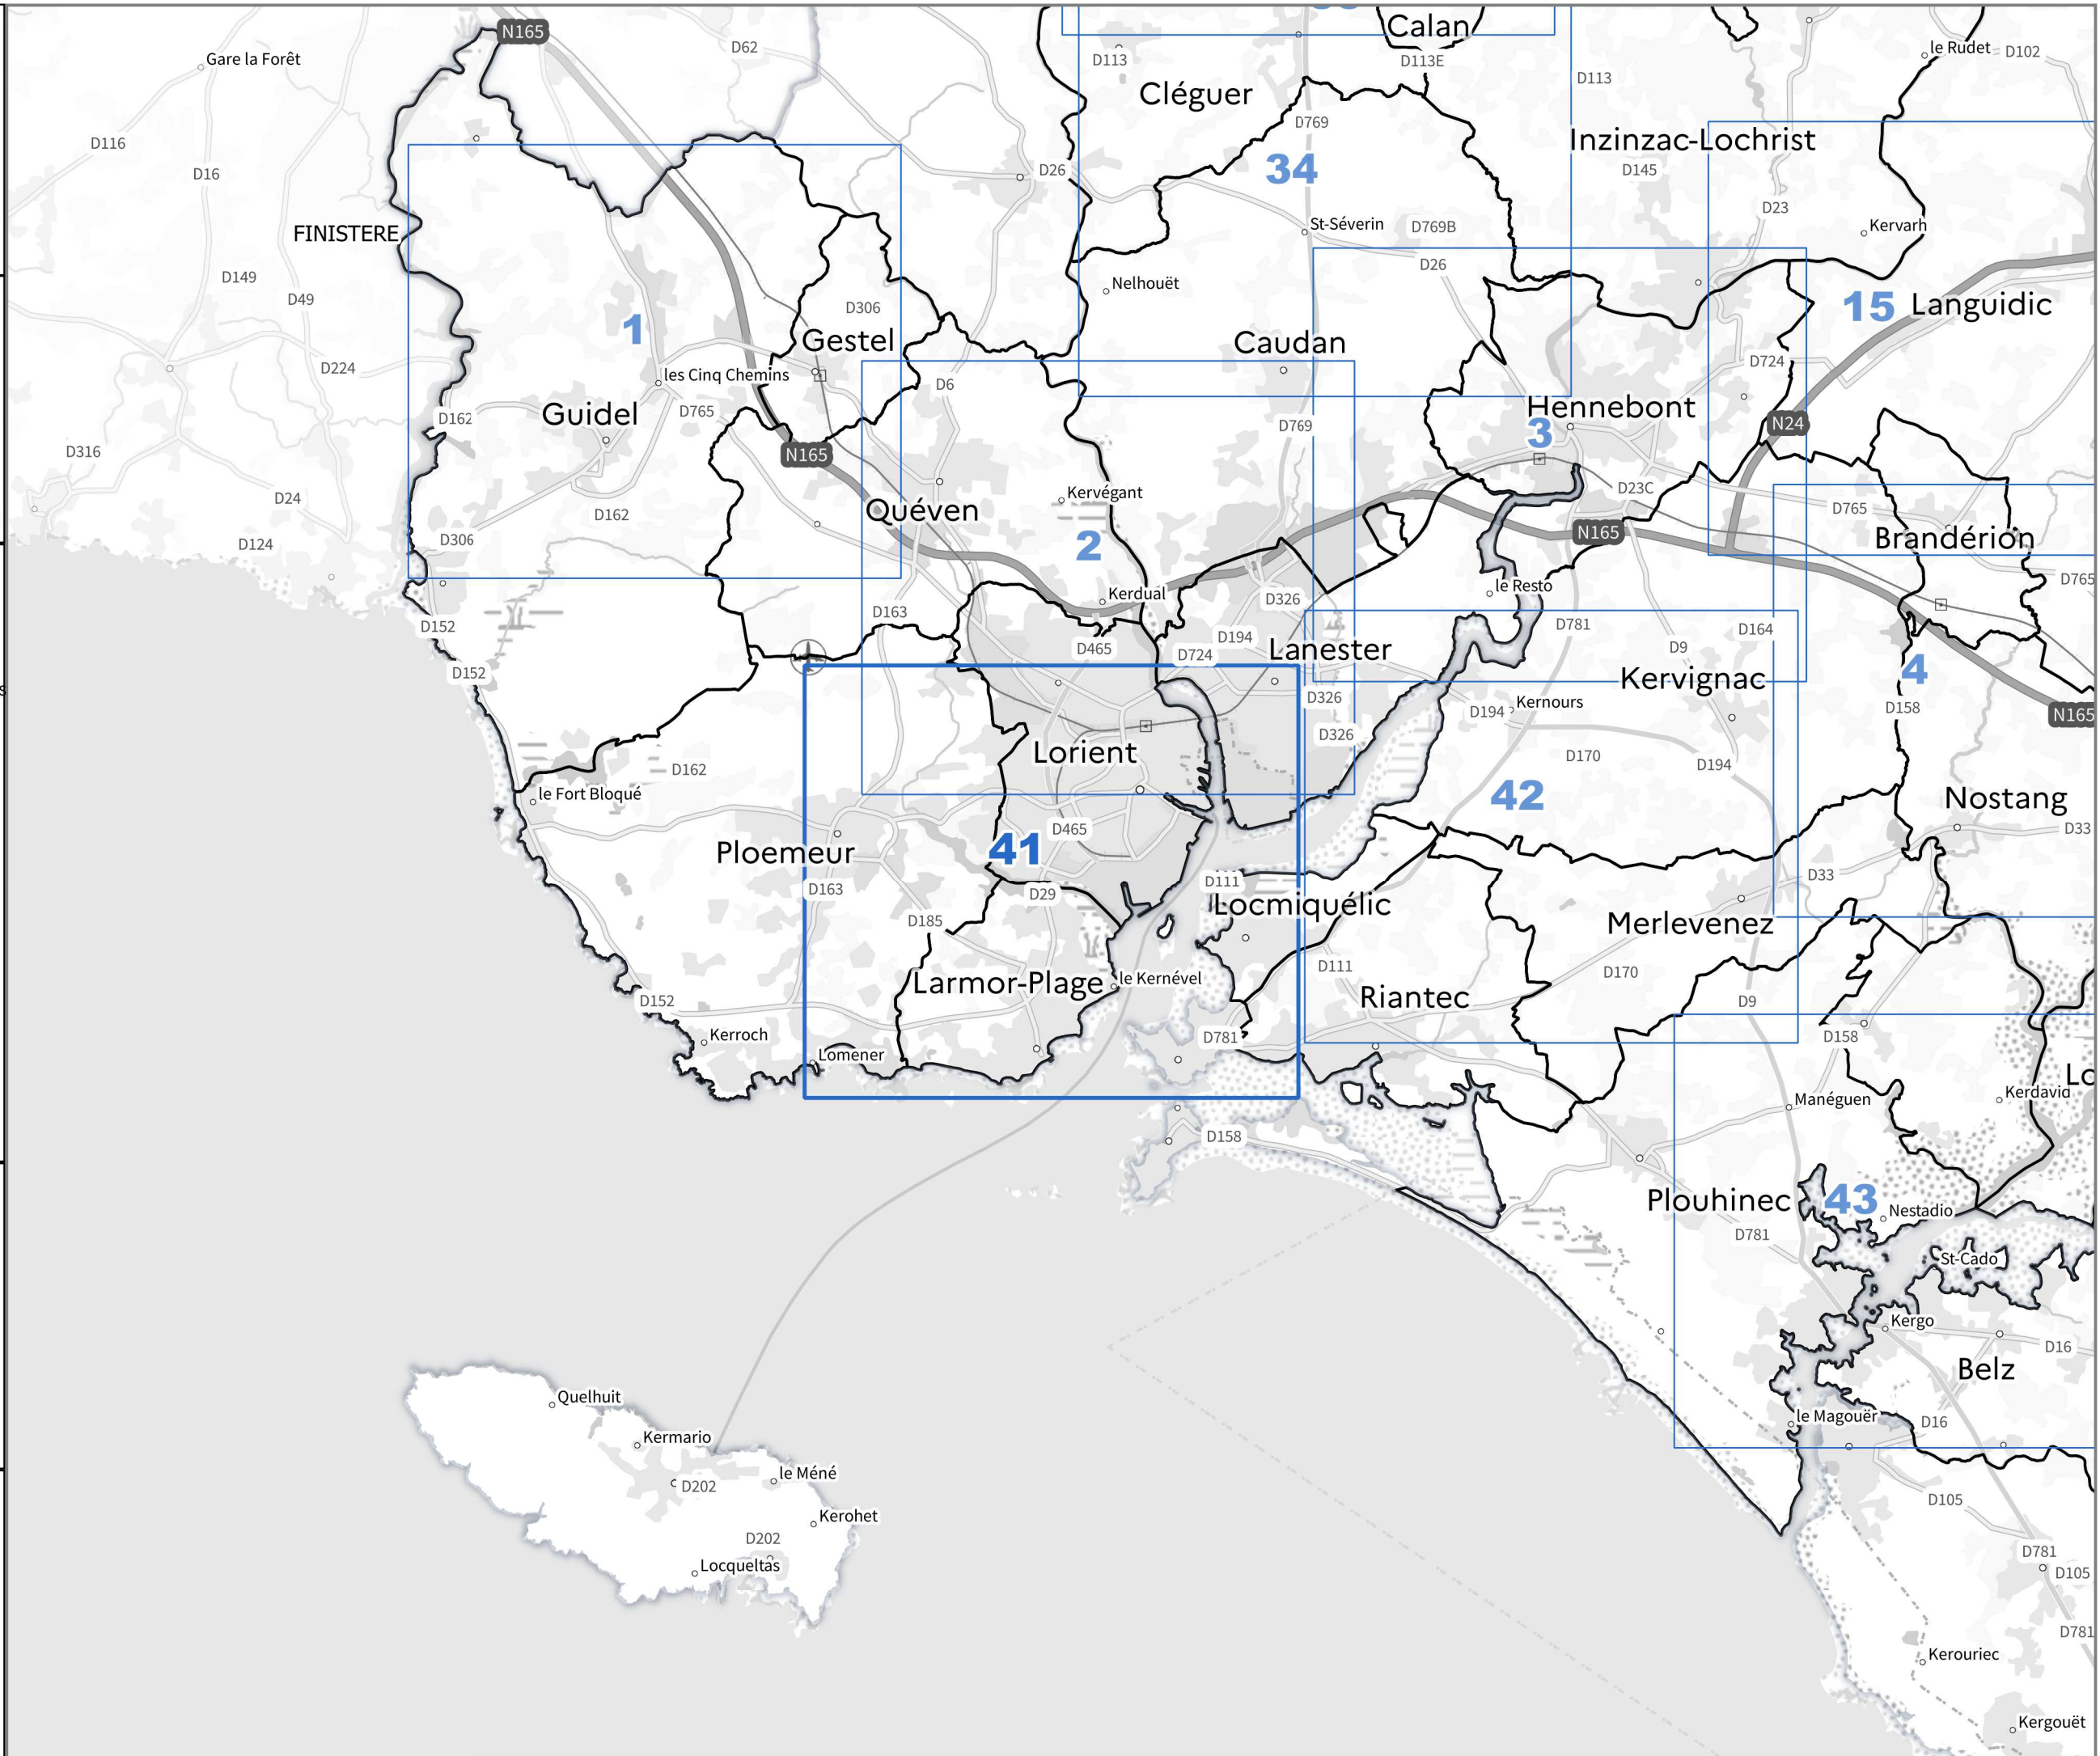 N165
D62
Calan
Gare la Forêt
D113
D113E
D113
le Rudet
D102
Cléguer
D769
D116
Inzinzac-Lochrist
34
D26
D145
D16
D23
St-Séverin
D769B
Kervarh
FINISTERE
D26
D149
Nelhouët
D49
D306
15
Languidic
1
Gestel
Caudan
D724
D224
les Cinq Chemins
D6
D162
Guidel
D765
Hennebont
D769
N24
3
D316
N165
Kervégant
D23C
D24
D765
Quéven
D162
N165
D306
2
Brandérion
D124
D765
le Resto
Kerdual
D326
D163
D152
D781
D164
D194
D465
D724
Lanester
D9
D152
Kervignac
4
D326
D194
Kernours
D158
N165
D326
Lorient
D170
D162
D194
le Fort Bloqué
42
Nostang
D465
D33
41
Ploemeur
D33
D163
D29
D111
Locmiquélic
D185
Merlevenez
D111
D170
Larmor-Plage
le Kernével
Riantec
D152
D9
Kerroch
D781
D158
Lomener
Lo
Kerdavid
Manéguen
D158
Plouhinec
43
Nestadio
D781
St-Cado
Kergo
D16
Belz
Quelhuit
le Magouër
D16
Kermario
le Méné
D202
D105
Kerohet
D202
D781
Locqueltas
D105
D781
Kerouriec
Kergouët